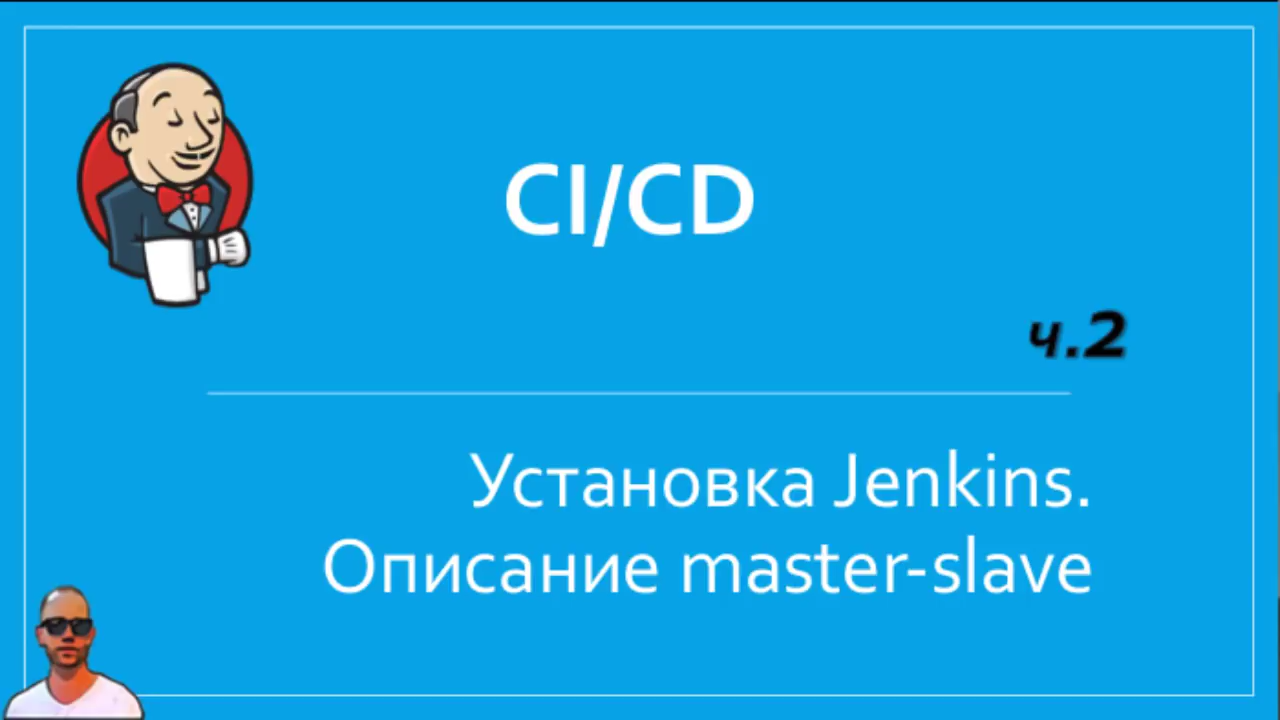 CI/CD
ч.2
Установка Jenkins.
Описание master-slave